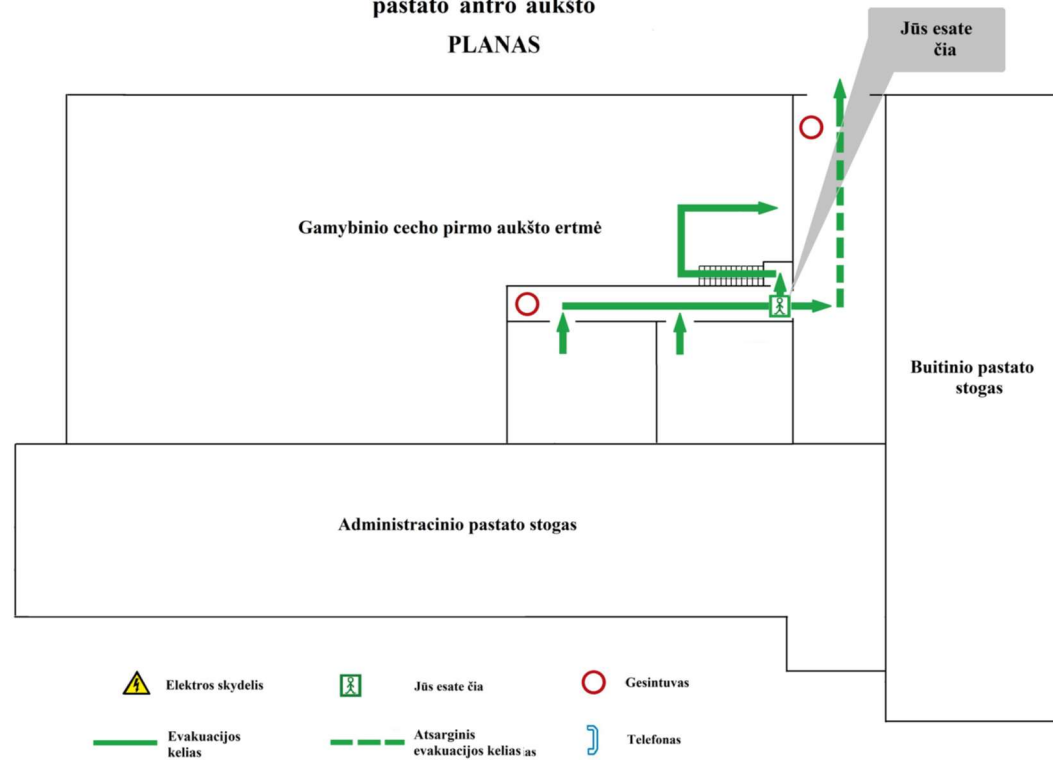 pastato antro aukšto
PLANAS
Jūs esate
čia
Gamybinio cecho pirmo aukšto ertmė
Buitinio pastato
stogas
Administracinio pastato stogas
Elektros skydelis
Jūs esate čia
Gesintuvas
Evakuacijos
kelias
Atsarginis
evakuacijos kelias as
Telefonas